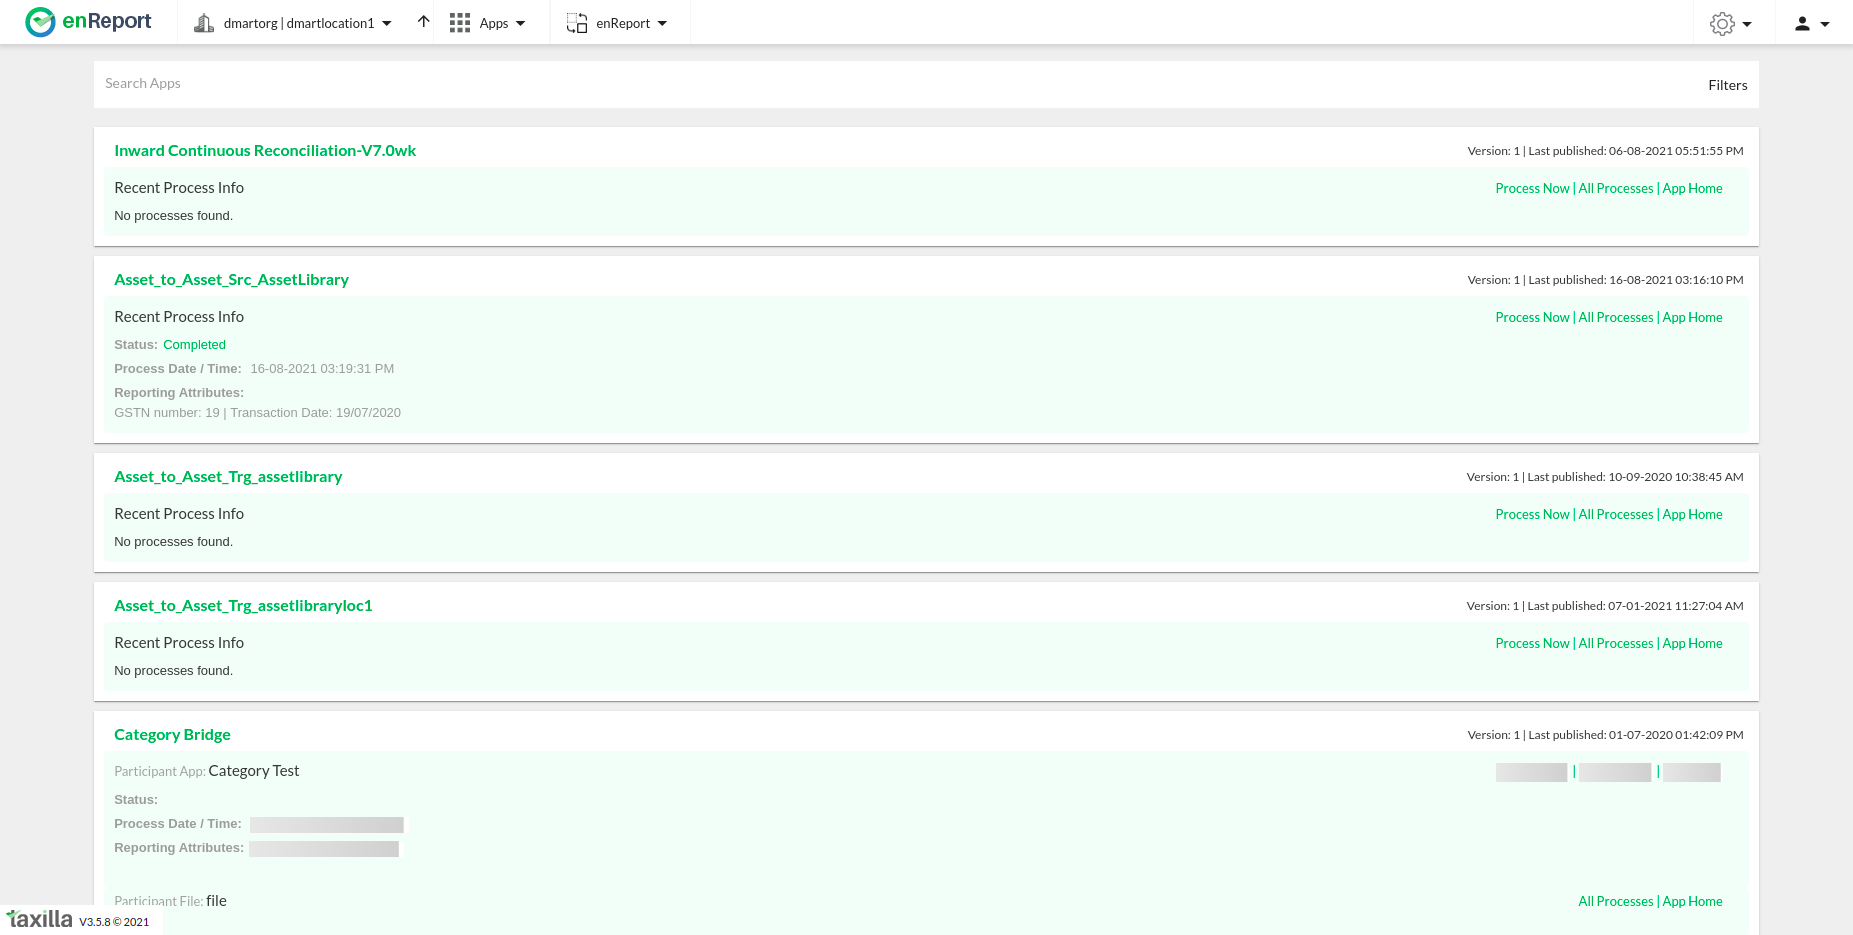 enReport dmartorg | dmartlocation1 Apps enReport
Search Apps Filters
Inward Continuous Reconciliation-V7.0wk Version: 1 | Last published: 06-08-2021 05:51:55 PM
Recent Process Info Process Now | All Processes | App Home
No processes found.
Asset_to_Asset_Src_AssetLibrary Version: 1 | Last published: 16-08-2021 03:16:10 PM
Recent Process Info Process Now | All Processes | App Home
Status: Completed
Process Date / Time: 16-08-2021 03:19:31 PM
Reporting Attributes:
GSTN number: 19 | Transaction Date: 19/07/2020
Asset_to_Asset_Trg_assetlibrary Version: 1 | Last published: 10-09-2020 10:38:45 AM
Recent Process Info Process Now | All Processes | App Home
No processes found.
Asset_to_Asset_Trg_assetlibraryloc1 Version: 1 | Last published: 07-01-2021 11:27:04 AM
Recent Process Info Process Now | All Processes | App Home
No processes found.
Category Bridge Version: 1 | Last published: 01-07-2020 01:42:09 PM
Participant App: Category Test | |
Status:
Process Date / Time:
Reporting Attributes:
Participant File: file All Processes | App Home
taxilla V3.5.8 © 2021